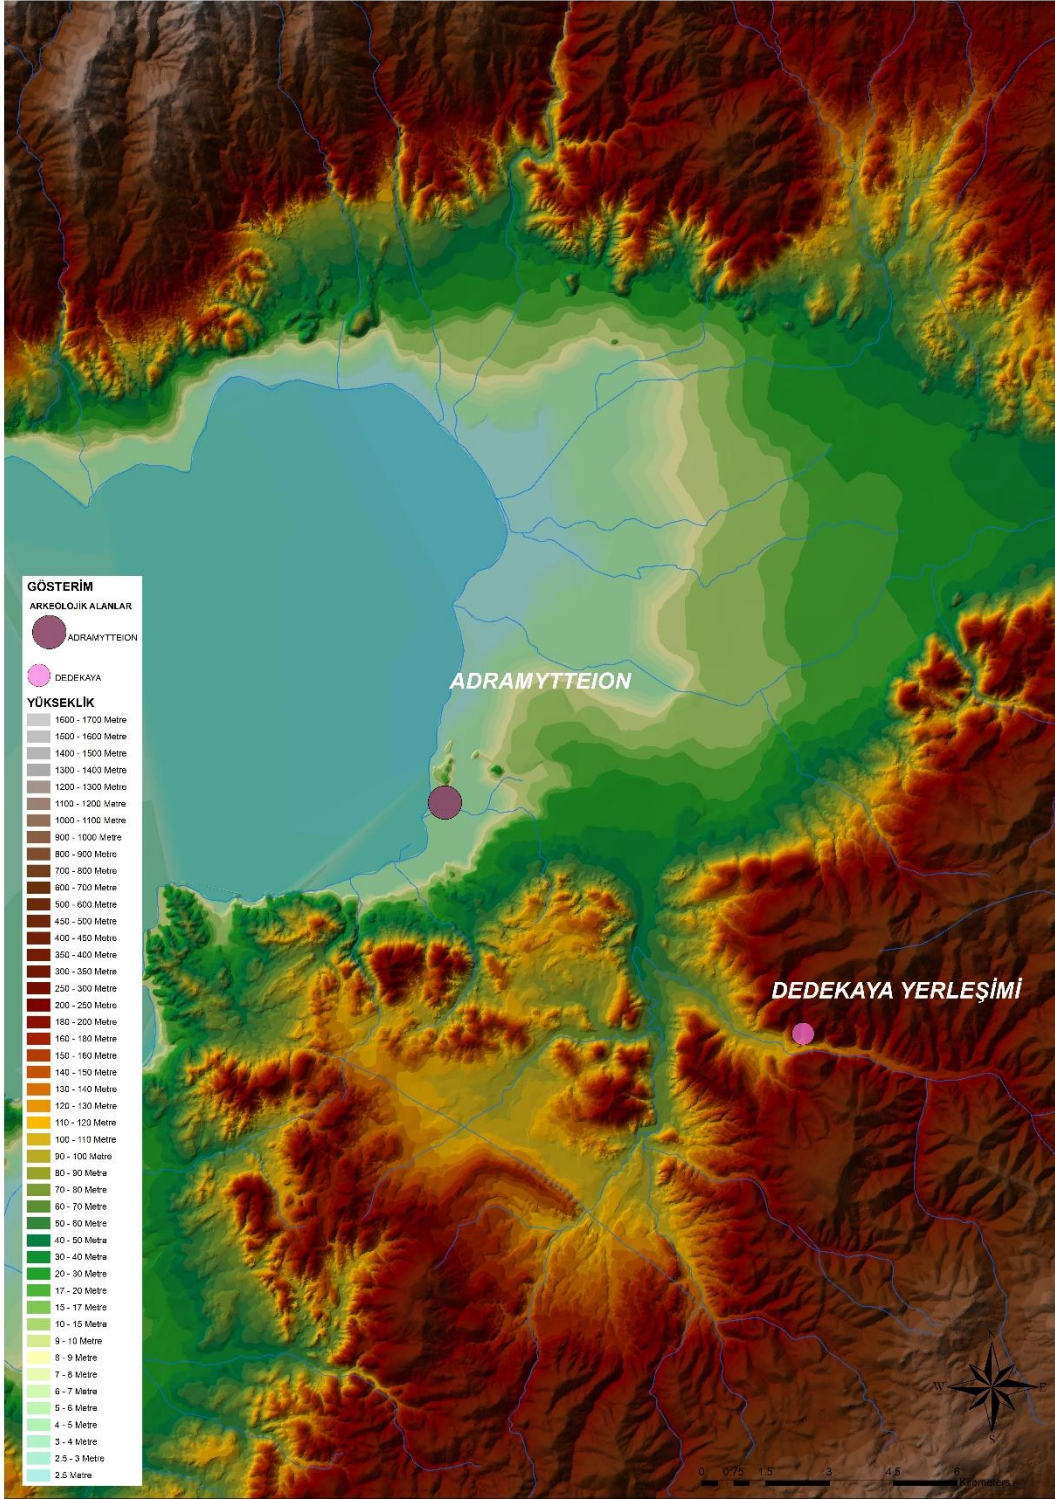 ADRAMYTTEION
DEDEKAYA YERLEŞİMİ
GÖSTERİM
ARKEOLOJİK ALANLAR
ADRAMYTTEION
DEDEKAYA
YÜKSEKLİK
1600 - 1700 Metre
1500 - 1600 Metre
1400 - 1500 Metre
1300 - 1400 Metre
1200 - 1300 Metre
1100 - 1200 Metre
1000 - 1100 Metre
900 - 1000 Metre
800 - 900 Metre
700 - 800 Metre
600 - 700 Metre
500 - 600 Metre
450 - 500 Metre
400 - 450 Metre
350 - 400 Metre
300 - 350 Metre
250 - 300 Metre
200 - 250 Metre
180 - 200 Metre
160 - 180 Metre
150 - 160 Metre
140 - 150 Metre
130 - 140 Metre
120 - 130 Metre
110 - 120 Metre
100 - 110 Metre
90 - 100 Metre
80 - 90 Metre
70 - 80 Metre
60 - 70 Metre
50 - 60 Metre
40 - 50 Metre
30 - 40 Metre
20 - 30 Metre
17 - 20 Metre
15 - 17 Metre
10 - 15 Metre
9 - 10 Metre
8 - 9 Metre
7 - 8 Metre
6 - 7 Metre
5 - 6 Metre
4 - 5 Metre
3 - 4 Metre
2.5 - 3 Metre
2.5 Metre
N
W E
S
0 0.75 1.5 3 4.5 6
Kilometers